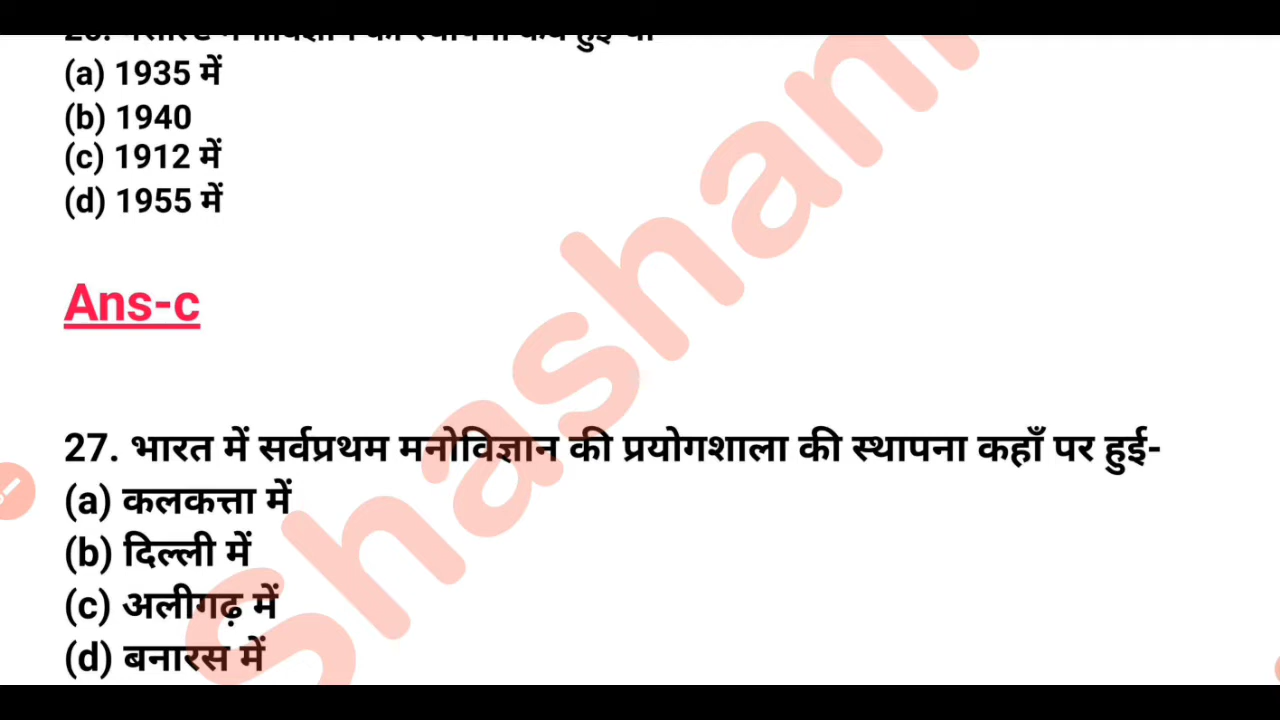 (a) 1935 में
(b) 1940
(c) 1912 में
(d) 1955 में
Ans-c
27. भारत में सर्वप्रथम मनोविज्ञान की प्रयोगशाला की स्थापना कहाँ पर हुई-
(a) कलकत्ता में
(b) दिल्ली में
(c) अलीगढ़ में
(d) बनारस में